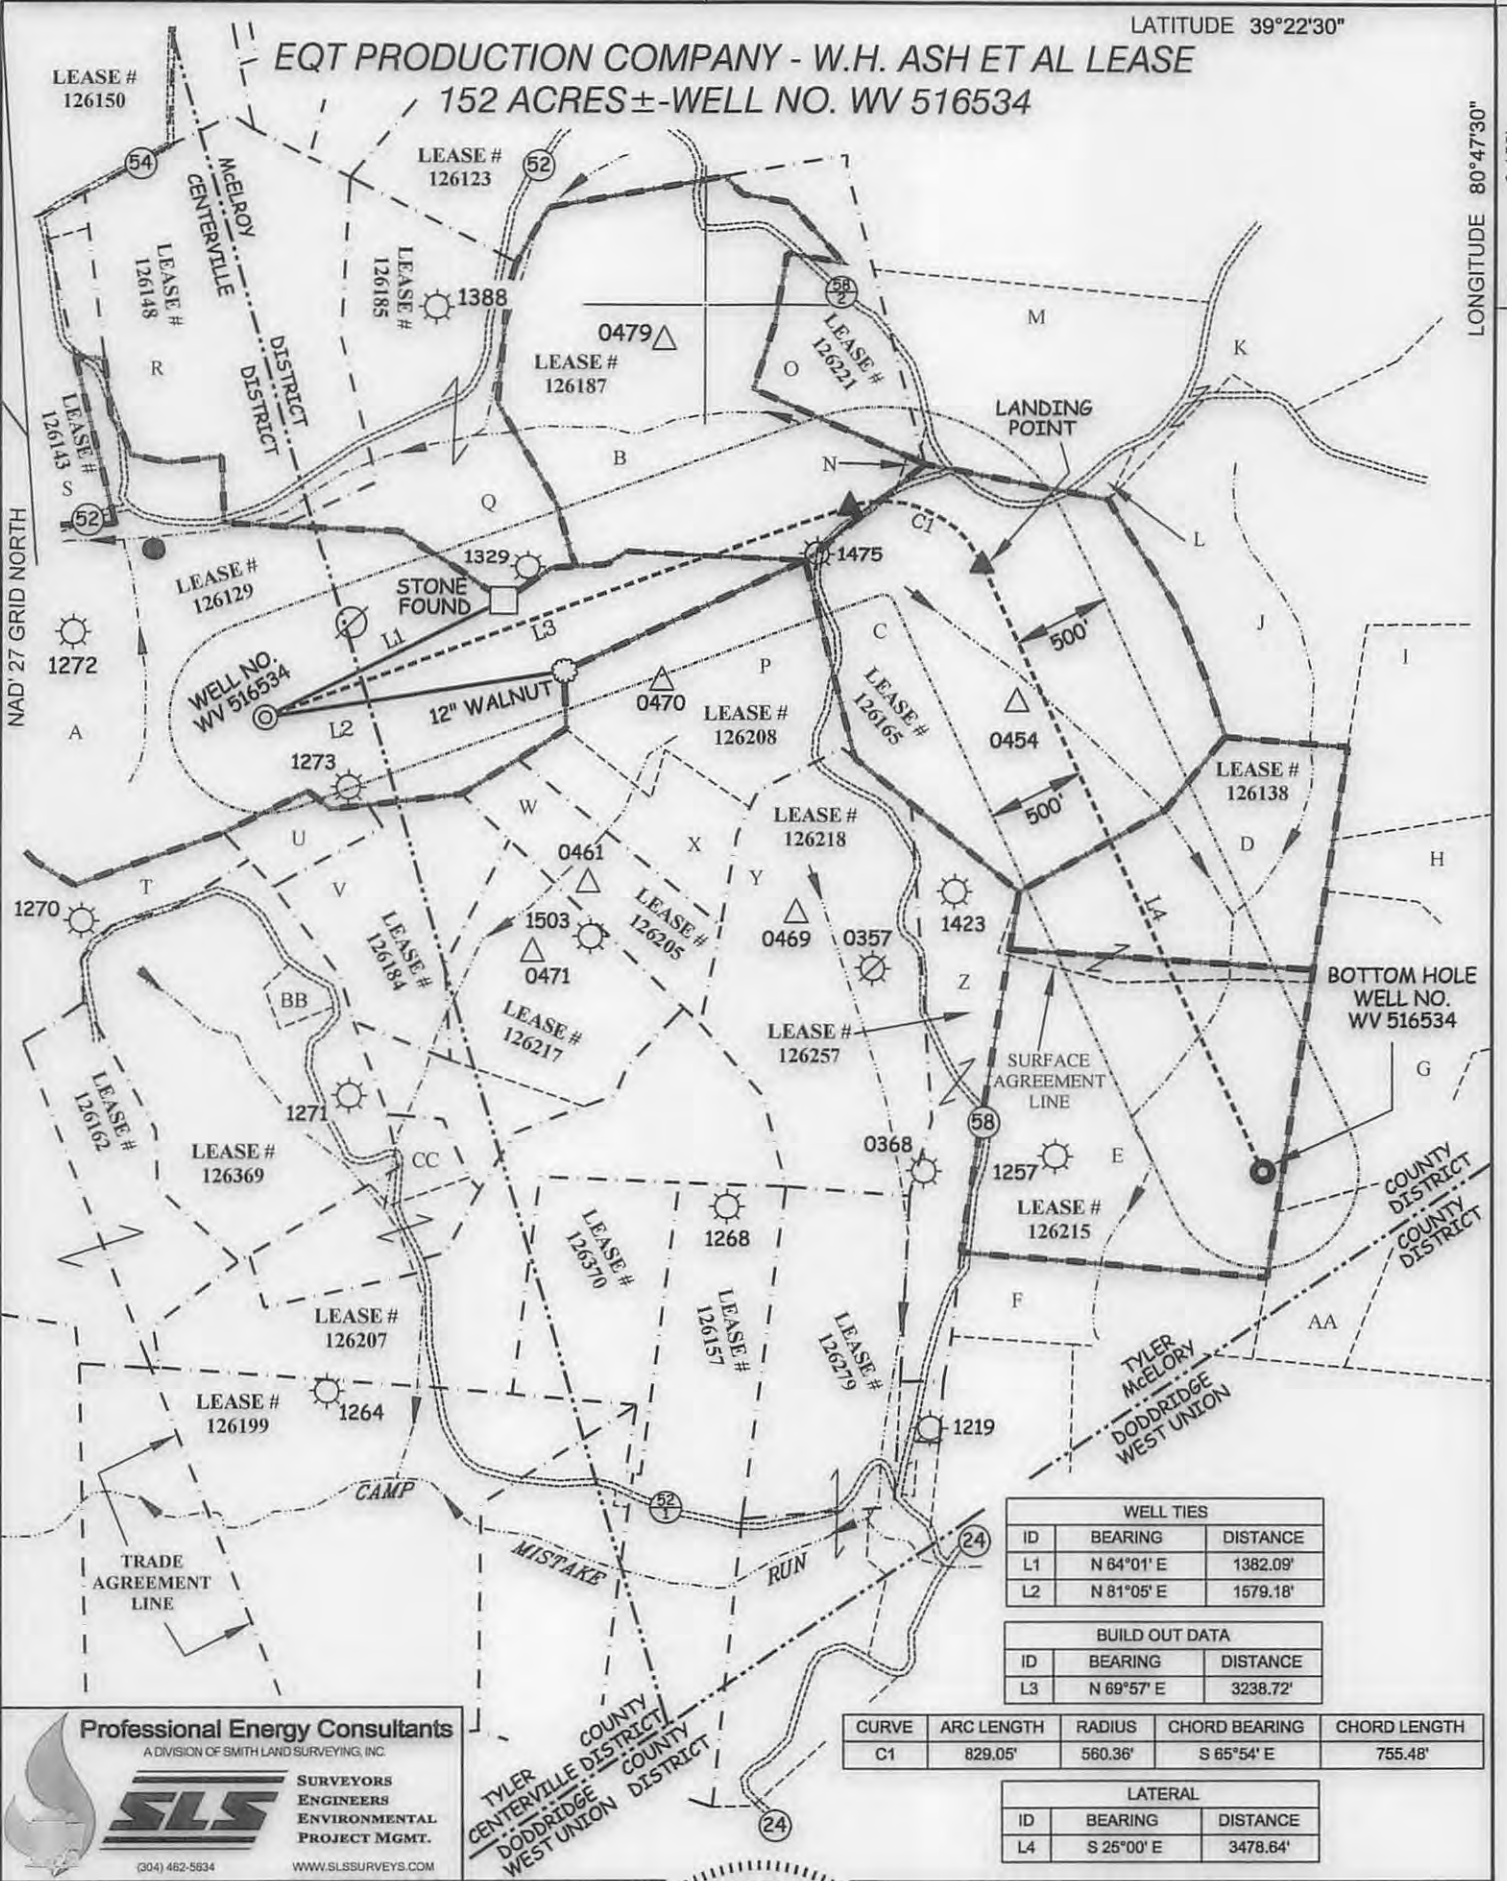 LATITUDE 39°22'30"
EQT PRODUCTION COMPANY - W.H. ASH ET AL LEASE
152 ACRES±-WELL NO. WV 516534
LONGITUDE 80°47'30"
NAD' 27 GRID NORTH
LEASE #
126150
54
McELROY
CENTERVILLE
DISTRICT
DISTRICT
LEASE #
126123
52
LEASE #
126148
R
LEASE #
126185
1388
0479
LEASE #
126187
58
2
LEASE #
126221
O
M
K
LANDING
POINT
LEASE #
126143
S
52
B
Q
N
C1
L
1329
STONE
FOUND
1475
LEASE #
126129
1272
A
L1
L3
WELL NO.
WV 516534
L2
12" WALNUT
0470
P
LEASE #
126208
C
LEASE #
126165
500'
0454
J
I
1273
500'
LEASE #
126138
LEASE #
126218
D
H
U
W
X
Y
T
V
0461
1270
LEASE #
126184
1503
0471
LEASE #
126205
0469
0357
1423
L4
BB
LEASE #
126217
Z
LEASE #
126257
BOTTOM HOLE
WELL NO.
WV 516534
SURFACE
AGREEMENT
LINE
G
LEASE #
126162
1271
LEASE #
126369
CC
58
0368
1257
E
LEASE #
126215
COUNTY
DISTRICT
COUNTY
DISTRICT
1268
LEASE #
126370
LEASE #
126157
LEASE #
126279
LEASE #
126207
F
AA
TYLER
McELORY
DODDRIDGE
WEST UNION
LEASE #
126199
1264
1219
CAMP
52
1
MISTAKE
RUN
24
TRADE
AGREEMENT
LINE
WELL TIES
ID BEARING DISTANCE
L1 N 64°01' E 1382.09'
L2 N 81°05' E 1579.18'
BUILD OUT DATA
ID BEARING DISTANCE
L3 N 69°57' E 3238.72'
CURVE ARC LENGTH RADIUS CHORD BEARING CHORD LENGTH
C1 829.05' 560.36' S 65°54' E 755.48'
LATERAL
ID BEARING DISTANCE
L4 S 25°00' E 3478.64'
TYLER COUNTY
CENTERVILLE DISTRICT
DODDRIDGE COUNTY
WEST UNION DISTRICT
24
Professional Energy Consultants
A DIVISION OF SMITH LAND SURVEYING, INC.
SLS
SURVEYORS
ENGINEERS
ENVIRONMENTAL
PROJECT MGMT.
(304) 462-5634 WWW.SLSSURVEYS.COM